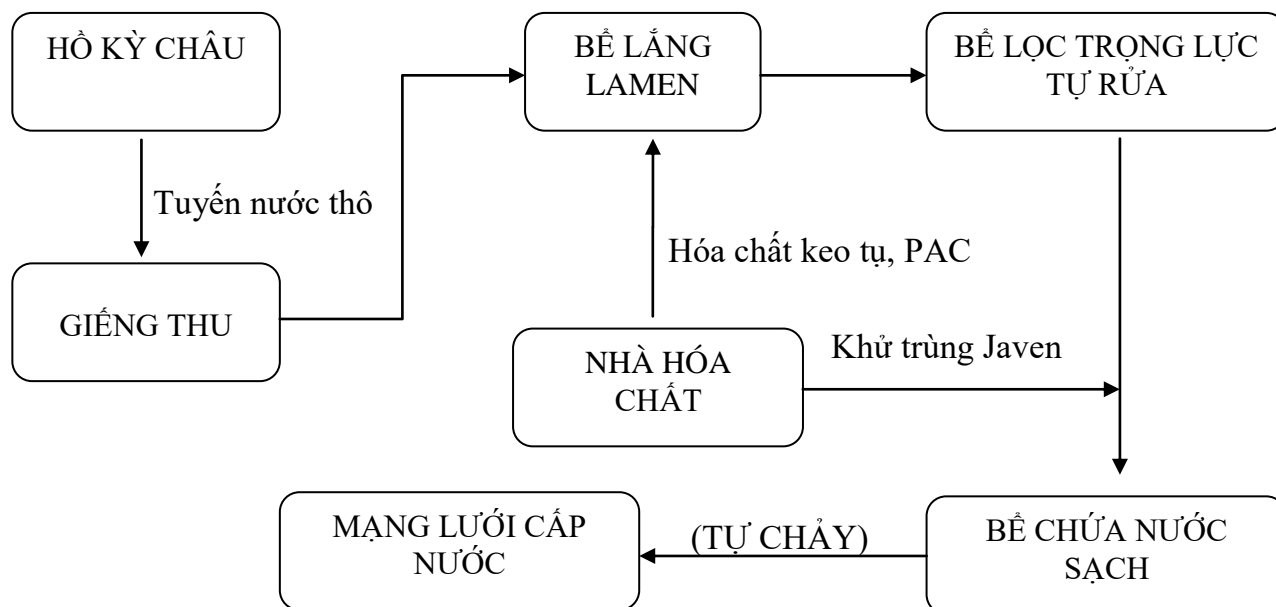 HỒ KỲ CHÂU
BỂ LẮNG
LAMEN
BỂ LỌC TRỌNG LỰC
TỰ RỬA
Tuyến nước thô
GIẾNG THU
Hóa chất keo tụ, PAC
NHÀ HÓA
CHẤT
Khử trùng Javen
MẠNG LƯỚI CẤP
NƯỚC
(TỰ CHẢY)
BỂ CHỨA NƯỚC
SẠCH